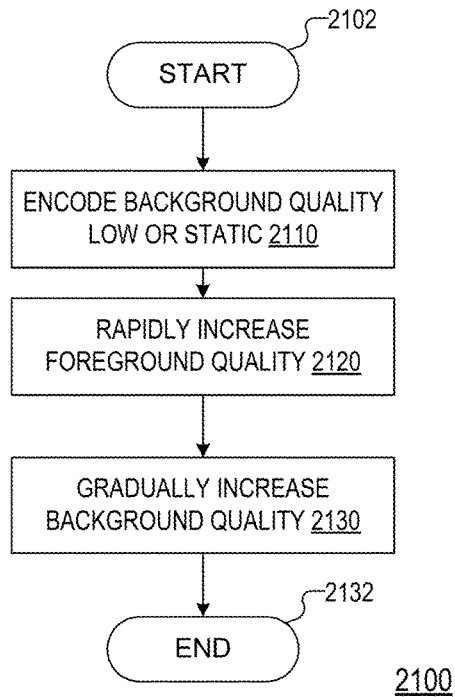 2102
START
ENCODE BACKGROUND QUALITY
LOW OR STATIC 2110
RAPIDLY INCREASE
FOREGROUND QUALITY 2120
GRADUALLY INCREASE
BACKGROUND QUALITY 2130
2132
END
2100